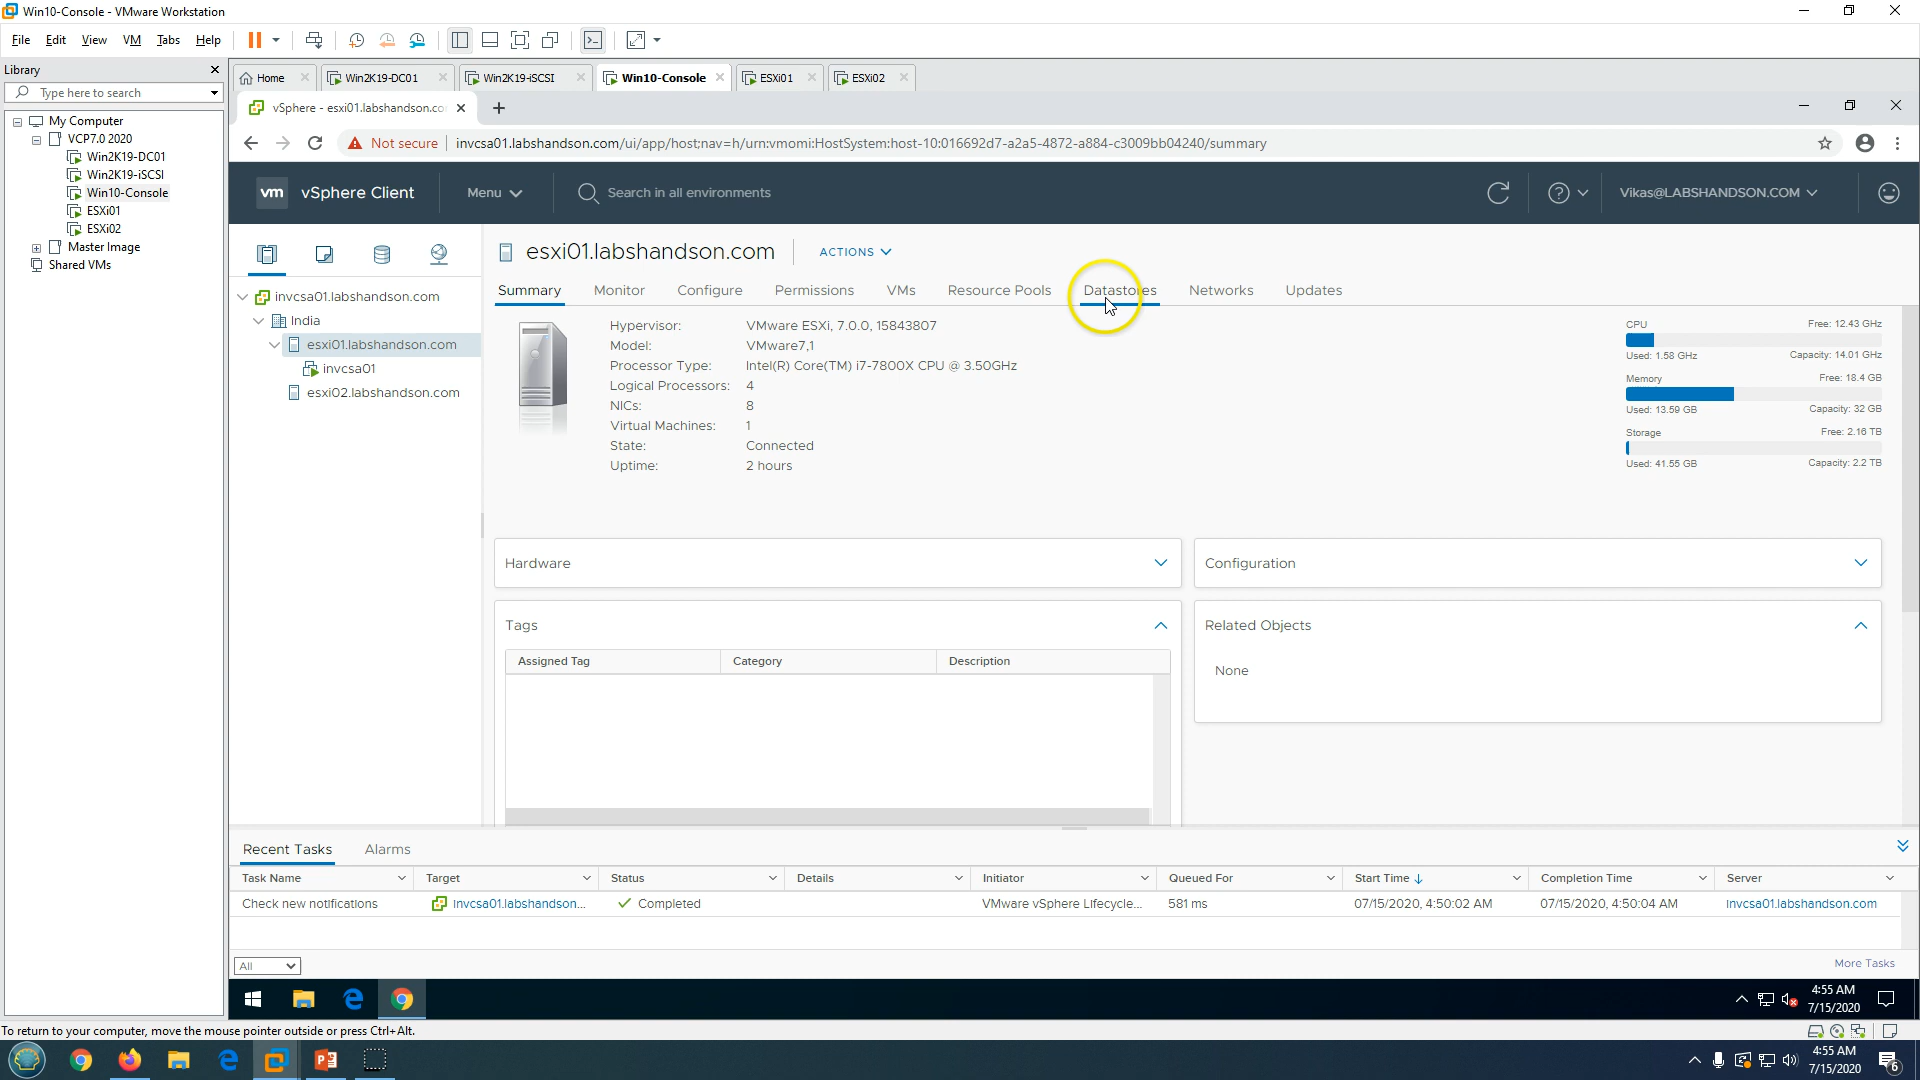 Win10-Console - VMware Workstation
File Edit View VM Tabs Help
Library
Type here to search
My Computer
VCP7.0 2020
Win2K19-DC01
Win2K19-iSCSI
Win10-Console
ESXi01
ESXi02
Master Image
Shared VMs
Home Win2K19-DC01 Win2K19-iSCSI Win10-Console ESXi01 ESXi02
vSphere - esxi01.labshandson.co
Not secure invcsa01.labshandson.com/ui/app/host;nav=h/urn:vmomi:HostSystem:host-10:016692d7-a2a5-4872-a884-c3009bb04240/summary
vm vSphere Client Menu Search in all environments Vikas@LABSHANDSON.COM
invcsa01.labshandson.com
India
esxi01.labshandson.com
invcsa01
esxi02.labshandson.com
esxi01.labshandson.com ACTIONS
Summary Monitor Configure Permissions VMs Resource Pools Datastores Networks Updates
Hypervisor: VMware ESXi, 7.0.0, 15843807
Model: VMware7,1
Processor Type: Intel(R) Core(TM) i7-7800X CPU @ 3.50GHz
Logical Processors: 4
NICs: 8
Virtual Machines: 1
State: Connected
Uptime: 2 hours
CPU Free: 12.43 GHz
Used: 1.58 GHz Capacity: 14.01 GHz
Memory Free: 18.4 GB
Used: 13.59 GB Capacity: 32 GB
Storage Free: 2.16 TB
Used: 41.55 GB Capacity: 2.2 TB
Hardware
Configuration
Tags
Assigned Tag Category Description
Related Objects
None
Recent Tasks Alarms
Task Name Target Status Details Initiator Queued For Start Time Completion Time Server
Check new notifications invcsa01.labshandson... Completed VMware vSphere Lifecycle... 581 ms 07/15/2020, 4:50:02 AM 07/15/2020, 4:50:04 AM invcsa01.labshandson.com
All
More Tasks
4:55 AM
7/15/2020
To return to your computer, move the mouse pointer outside or press Ctrl+Alt.
4:55 AM
7/15/2020
6